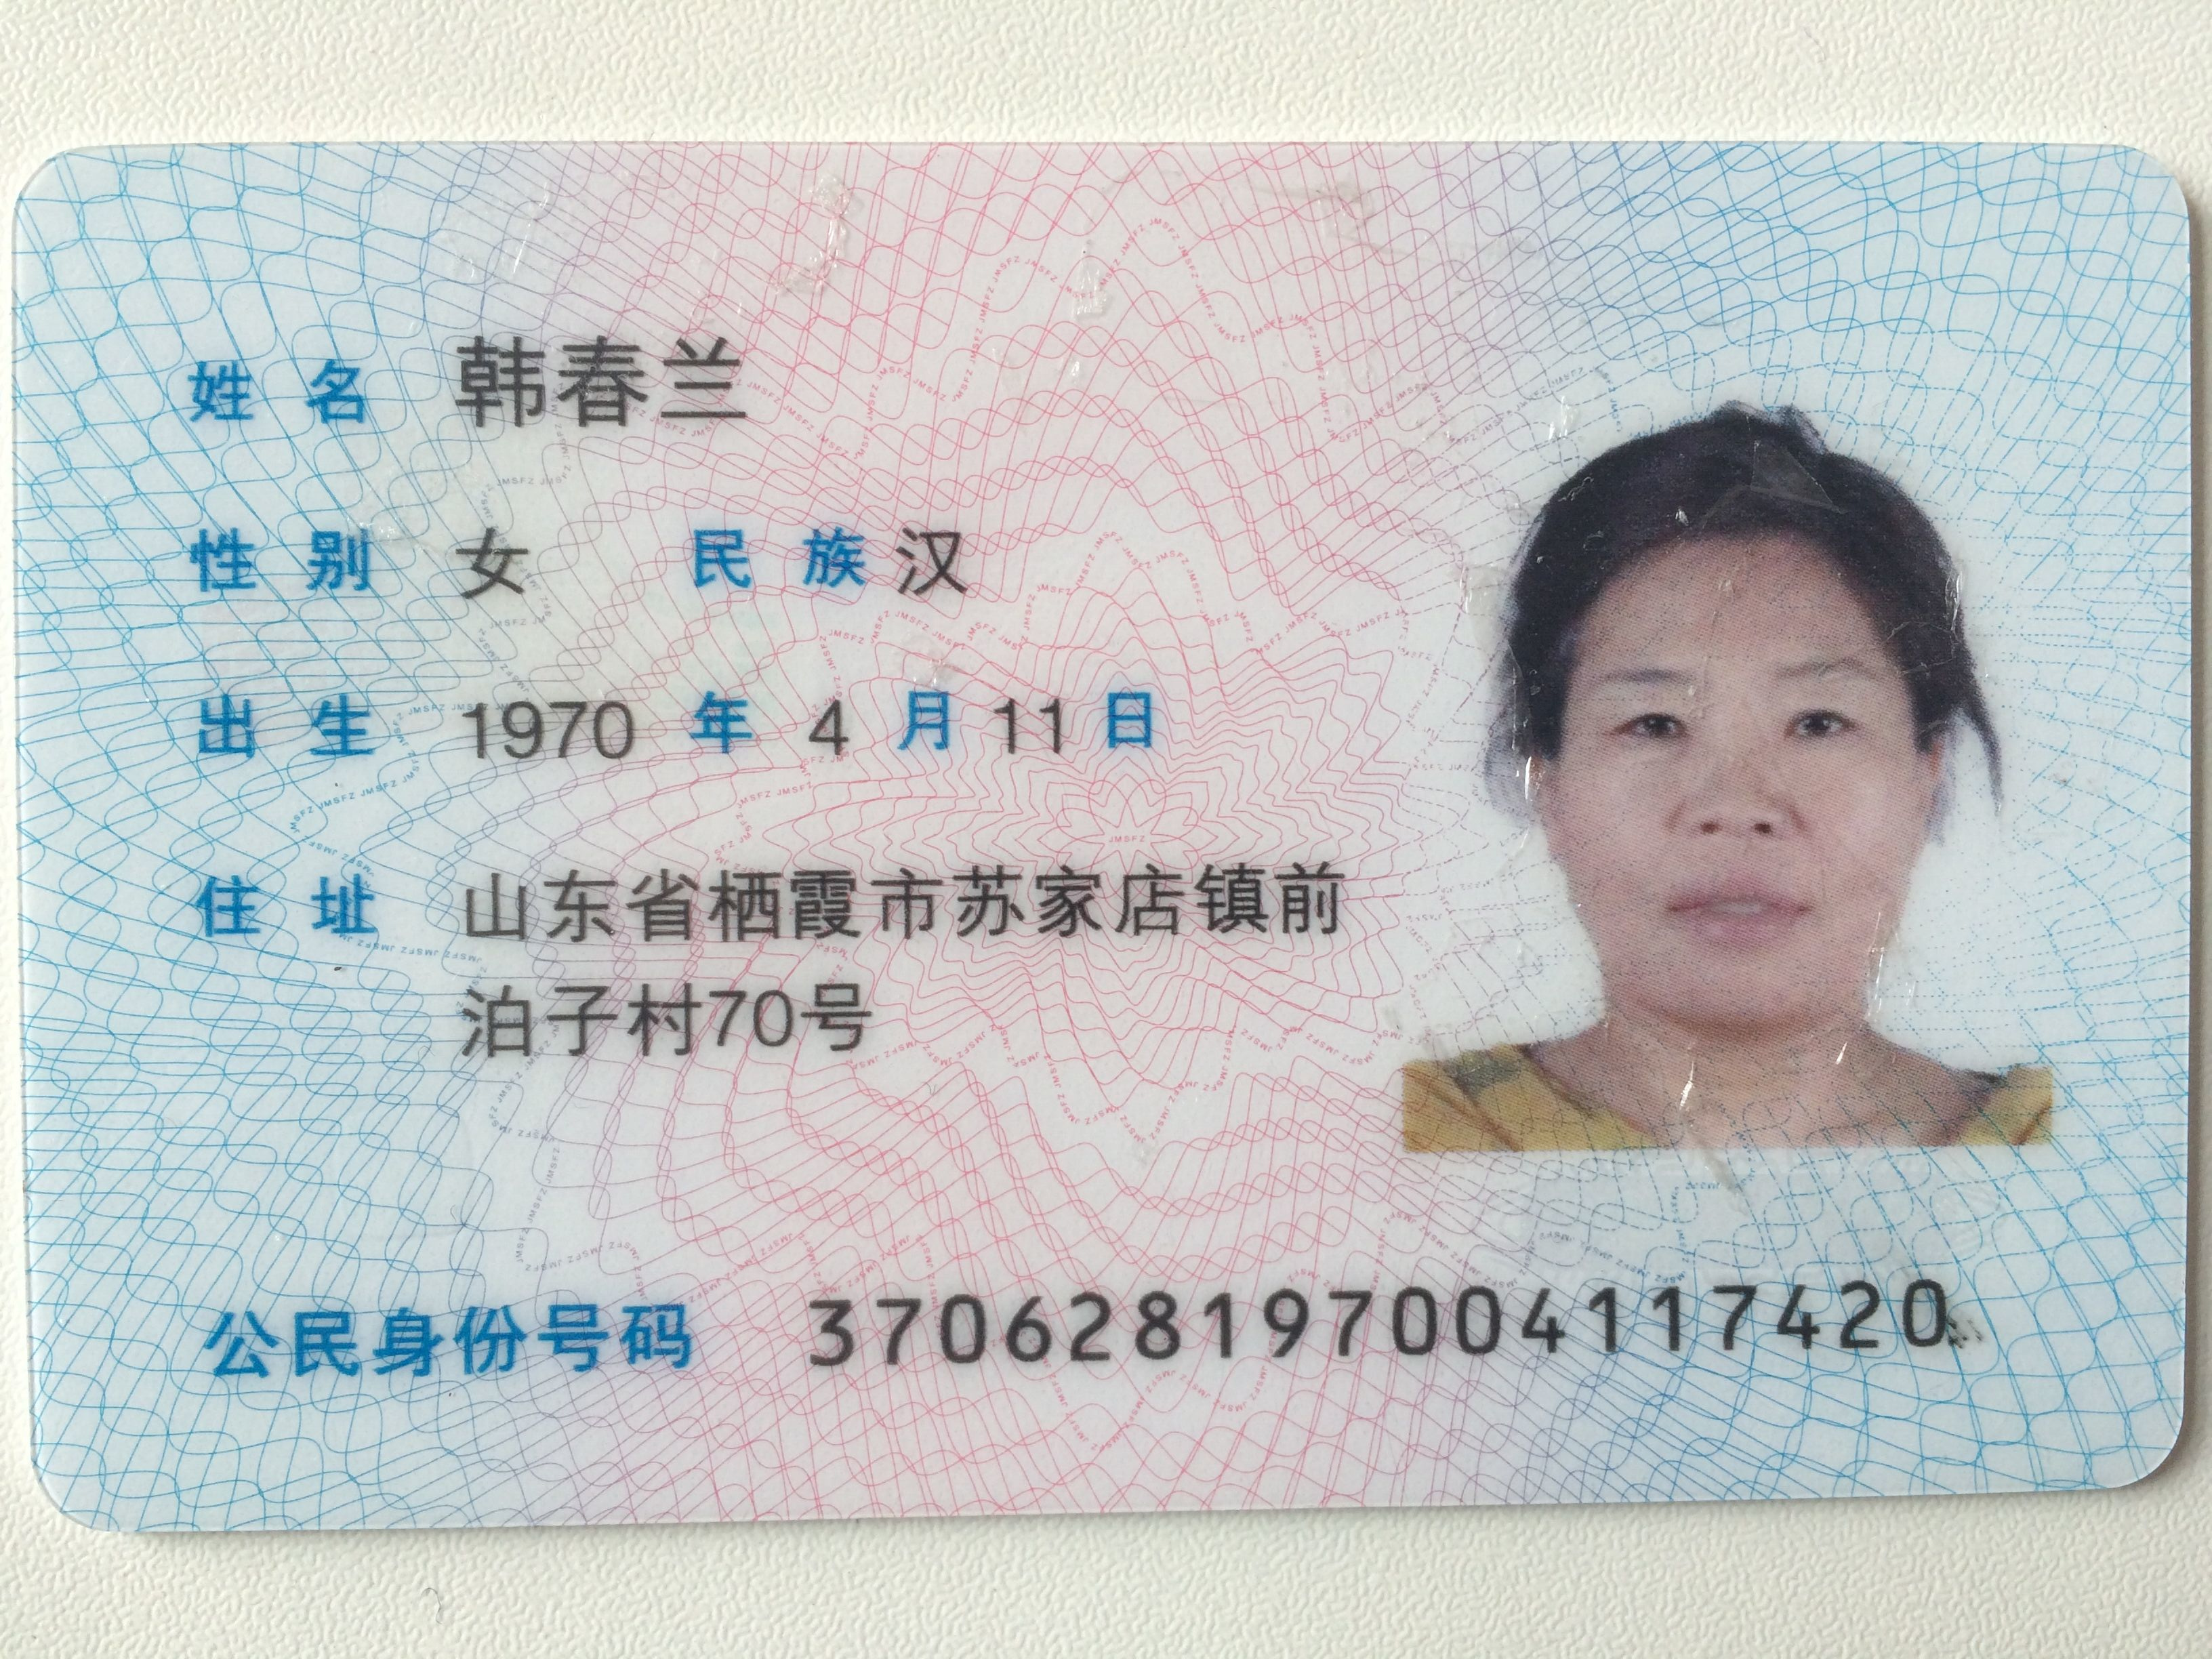 姓名 韩春兰
性别 女 民族 汉
出生 1970 年 4 月 11 日
住址 山东省栖霞市苏家店镇前
泊子村70号
公民身份号码 370628197004117420